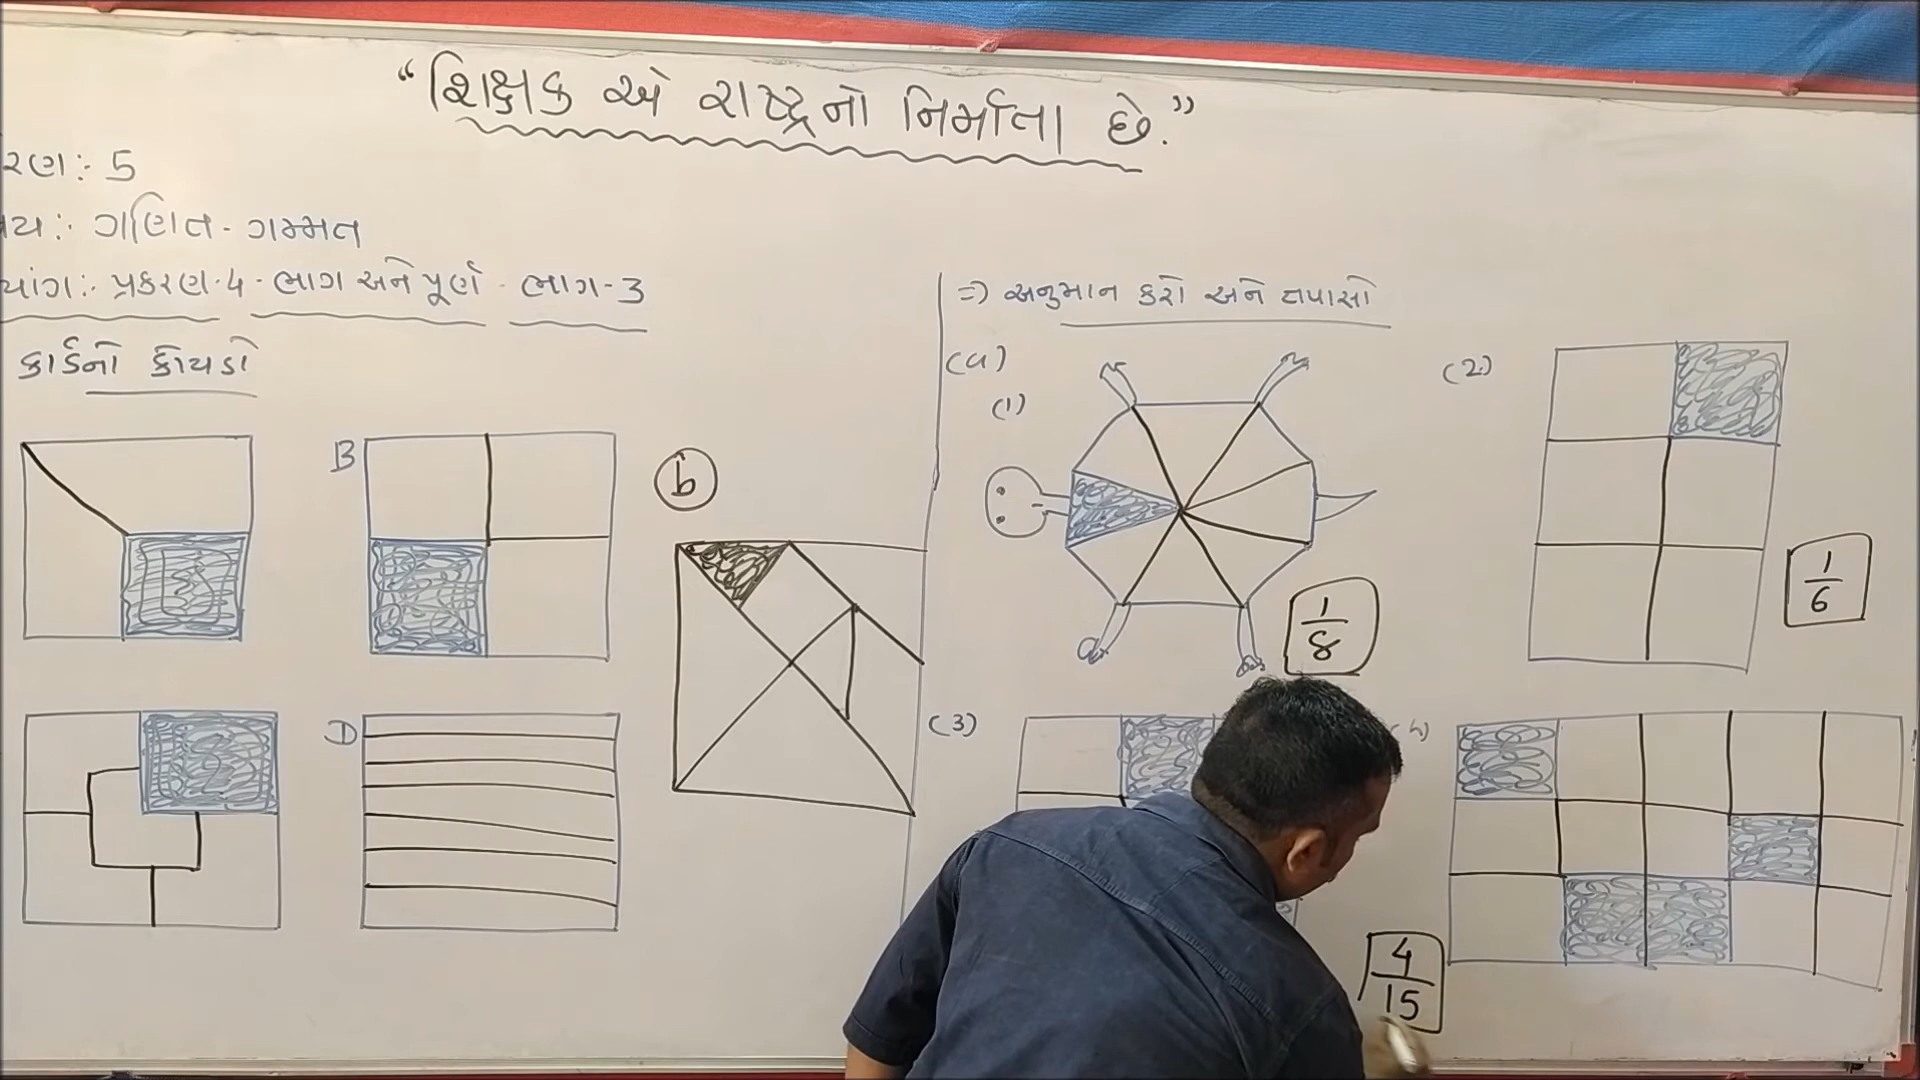 “શિક્ષક એ રાષ્ટ્રનો નિર્માતા છે.”
રણ:- 5
ગણિત - ગમ્મત
પ્રકરણ-4 - ભાગ અને પૂર્ણ - ભાગ-3
કાર્ડનો કોયડો
B
D
b
⇒ અનુમાન કરો અને તપાસો
(a)
(1)
1/8
(2)
1/6
(3)
4/15